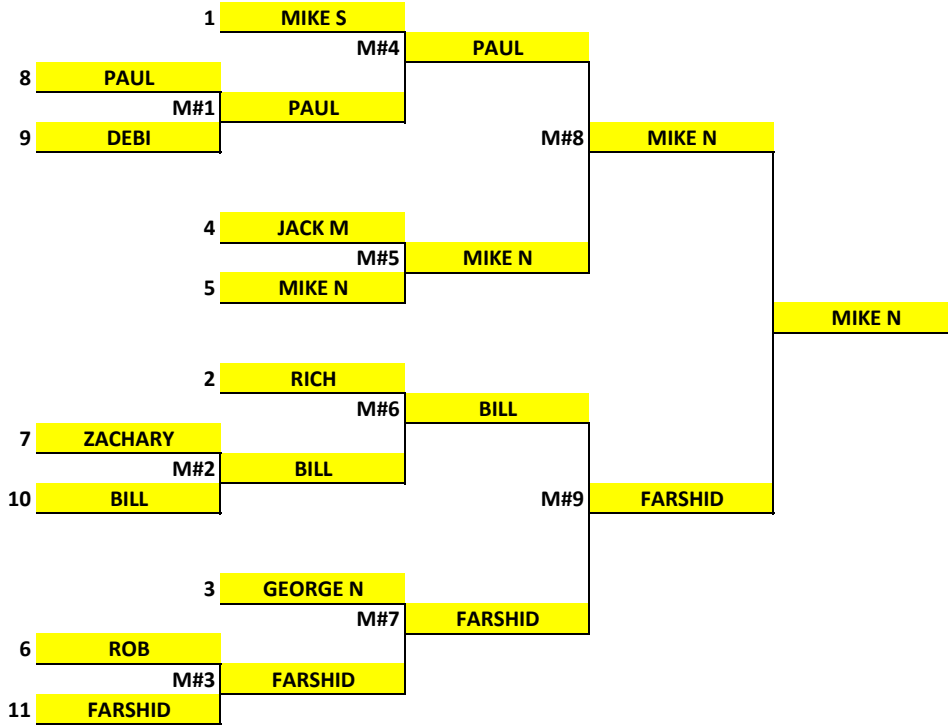 1 MIKE S
M#4 PAUL
8 PAUL
M#1 PAUL
9 DEBI M#8 MIKE N
4 JACK M
M#5 MIKE N
5 MIKE N
MIKE N
2 RICH
M#6 BILL
7 ZACHARY
M#2 BILL
10 BILL M#9 FARSHID
3 GEORGE N
M#7 FARSHID
6 ROB
M#3 FARSHID
11 FARSHID